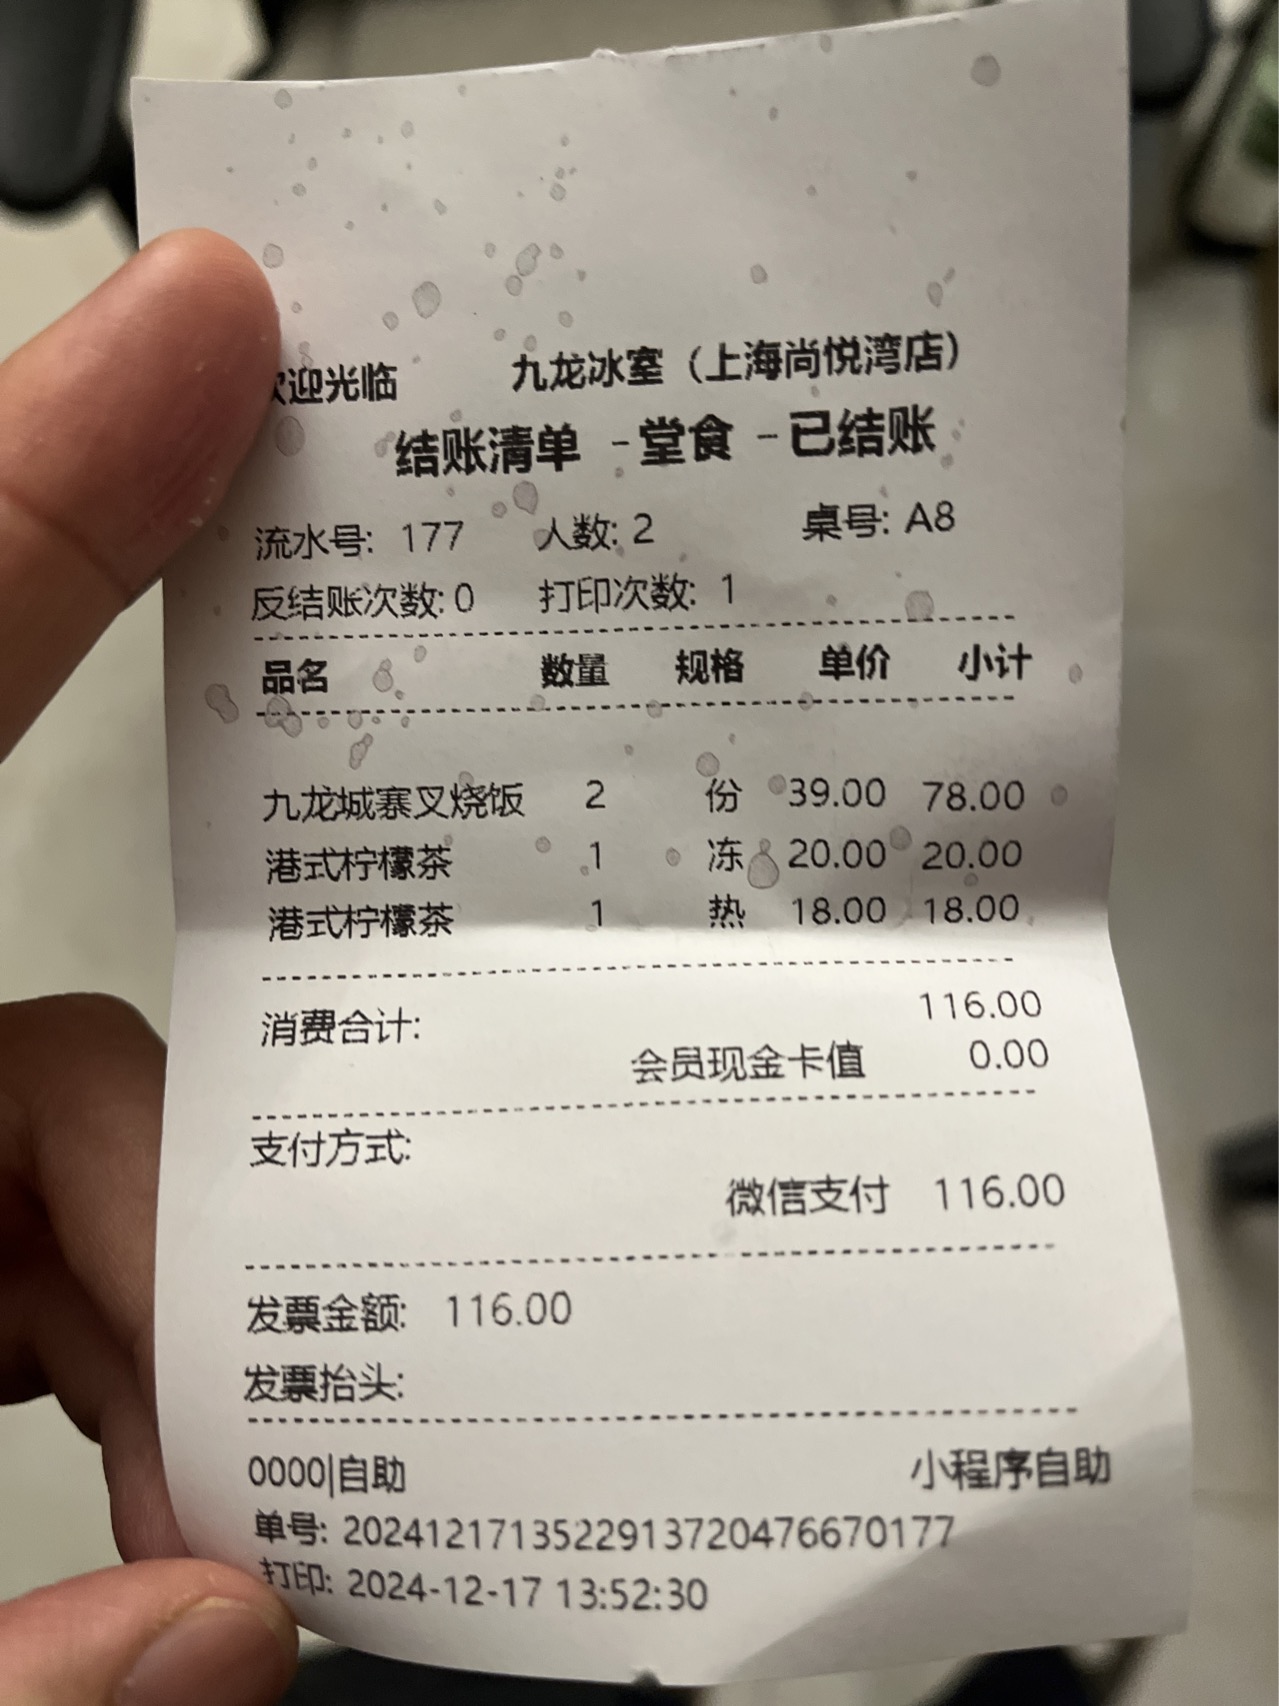 欢迎光临 九龙冰室（上海尚悦湾店）
结账清单 -堂食 -已结账
流水号: 177 人数: 2 桌号: A8
反结账次数: 0 打印次数: 1
品名 数量 规格 单价 小计
九龙城寨叉烧饭 2 份 39.00 78.00
港式柠檬茶 1 冻 20.00 20.00
港式柠檬茶 1 热 18.00 18.00
消费合计: 116.00
会员现金卡值 0.00
支付方式:
微信支付 116.00
发票金额: 116.00
发票抬头:
0000|自助 小程序自助
单号: 2024121713522913720476670177
打印: 2024-12-17 13:52:30